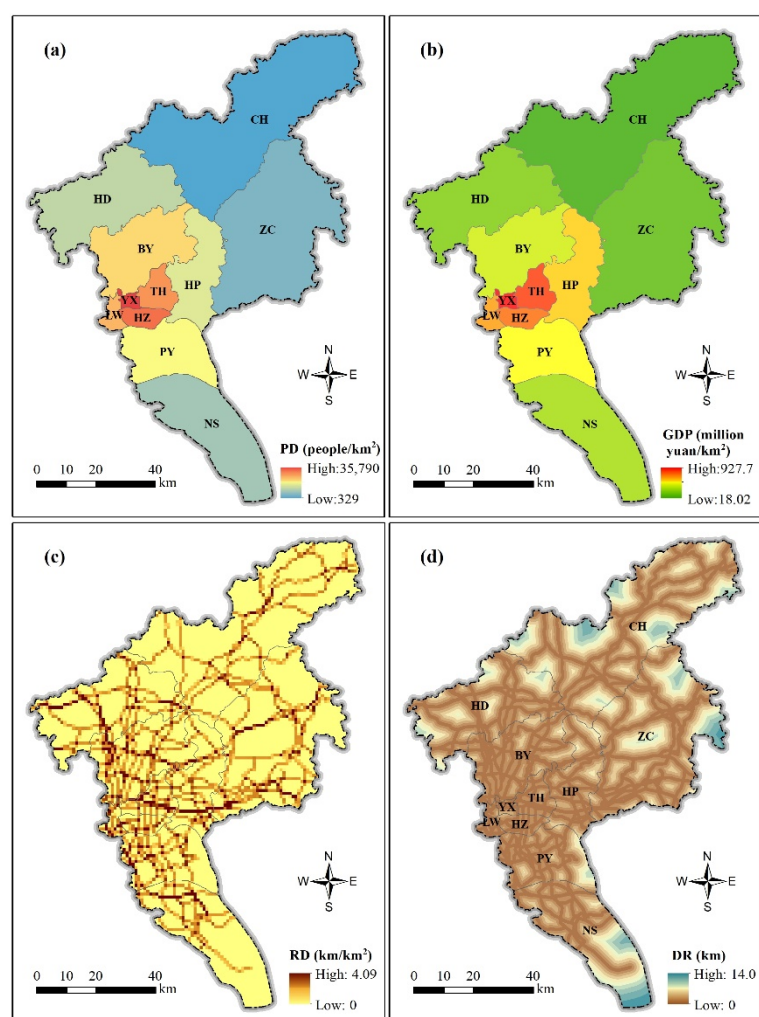 (a)
CH
HD
ZC
BY
TH
HP
YX
LW
HZ
PY
NS
N
W E
S
PD (people/km²)
High:35,790
Low:329
0 10 20 40
km
(b)
CH
HD
ZC
BY
TH
HP
YX
LW
HZ
PY
NS
N
W E
S
GDP (million
yuan/km²)
High:927.7
Low:18.02
0 10 20 40
km
(c)
N
W E
S
RD (km/km²)
High: 4.09
Low: 0
0 10 20 40
km
(d)
CH
HD
ZC
BY
TH
HP
YX
LW
HZ
PY
NS
N
W E
S
DR (km)
High: 14.0
Low: 0
0 10 20 40
km